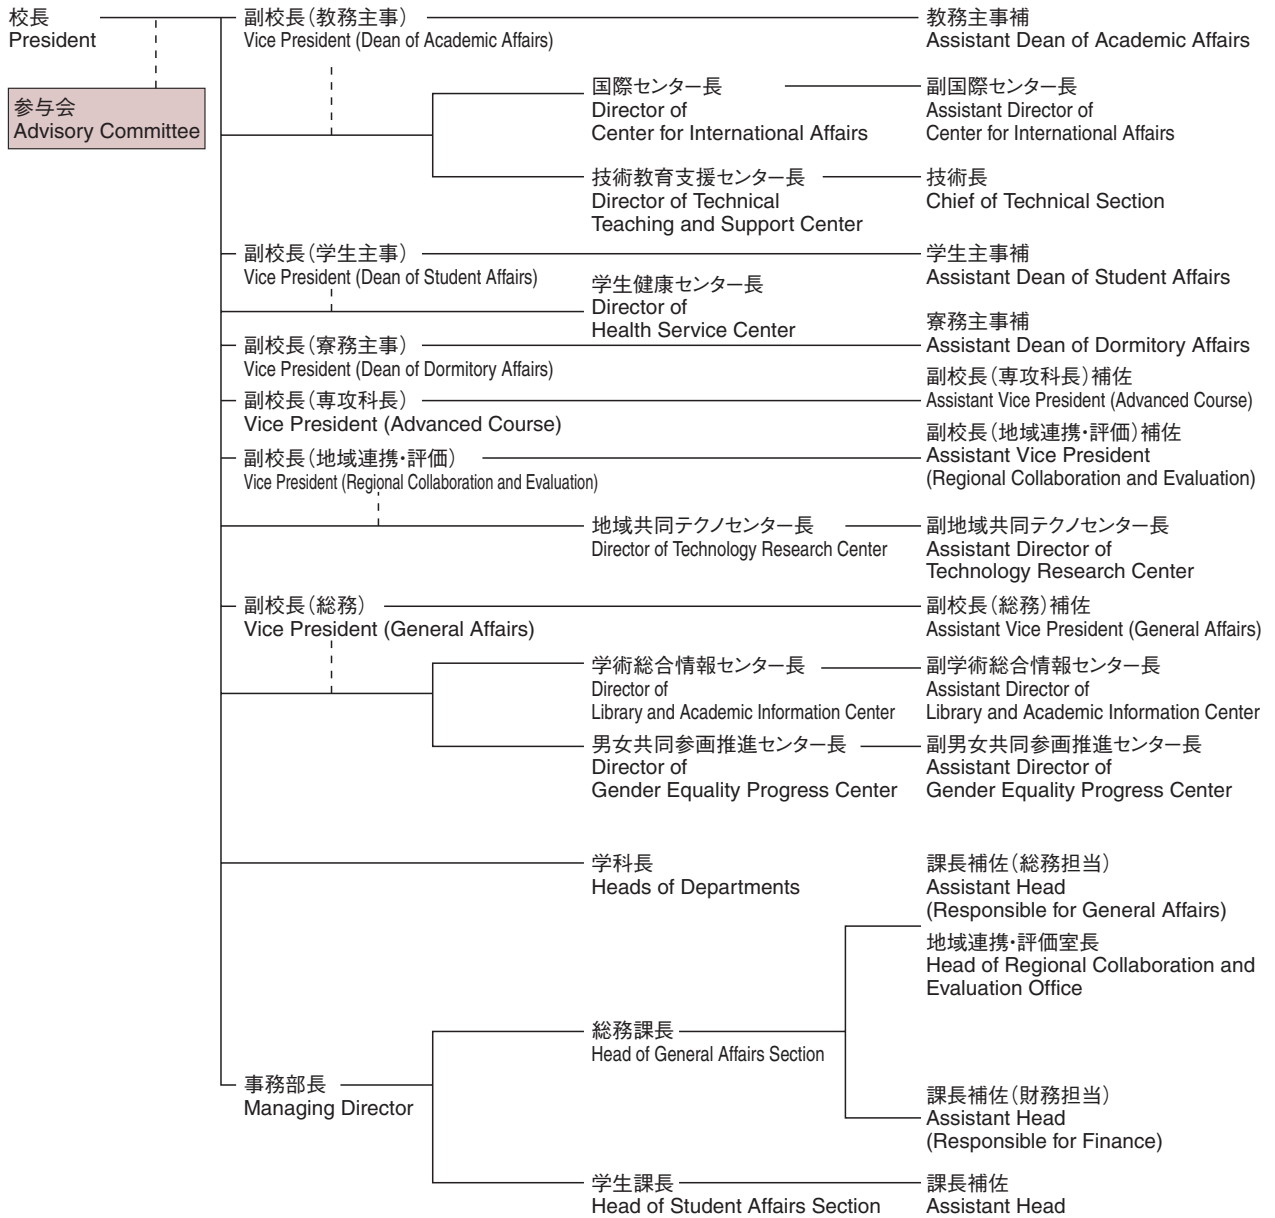 校長
President
参与会
Advisory Committee
副校長（教務主事）
Vice President (Dean of Academic Affairs)
教務主事補
Assistant Dean of Academic Affairs
国際センター長
Director of
Center for International Affairs
副国際センター長
Assistant Director of
Center for International Affairs
技術教育支援センター長
Director of Technical
Teaching and Support Center
技術長
Chief of Technical Section
副校長（学生主事）
Vice President (Dean of Student Affairs)
学生主事補
Assistant Dean of Student Affairs
学生健康センター長
Director of
Health Service Center
副校長（寮務主事）
Vice President (Dean of Dormitory Affairs)
寮務主事補
Assistant Dean of Dormitory Affairs
副校長（専攻科長）
Vice President (Advanced Course)
副校長（専攻科長）補佐
Assistant Vice President (Advanced Course)
副校長（地域連携・評価）
Vice President (Regional Collaboration and Evaluation)
副校長（地域連携・評価）補佐
Assistant Vice President
(Regional Collaboration and Evaluation)
地域共同テクノセンター長
Director of Technology Research Center
副地域共同テクノセンター長
Assistant Director of
Technology Research Center
副校長（総務）
Vice President (General Affairs)
副校長（総務）補佐
Assistant Vice President (General Affairs)
学術総合情報センター長
Director of
Library and Academic Information Center
副学術総合情報センター長
Assistant Director of
Library and Academic Information Center
男女共同参画推進センター長
Director of
Gender Equality Progress Center
副男女共同参画推進センター長
Assistant Director of
Gender Equality Progress Center
学科長
Heads of Departments
事務部長
Managing Director
総務課長
Head of General Affairs Section
課長補佐（総務担当）
Assistant Head
(Responsible for General Affairs)
地域連携・評価室長
Head of Regional Collaboration and
Evaluation Office
課長補佐（財務担当）
Assistant Head
(Responsible for Finance)
学生課長
Head of Student Affairs Section
課長補佐
Assistant Head